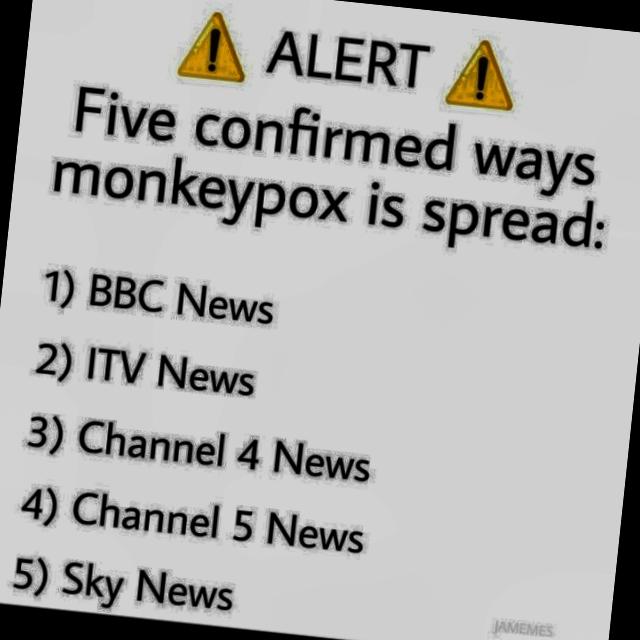 ⚠ ALERT ⚠
Five confirmed ways
monkeypox is spread:
1) BBC News
2) ITV News
3) Channel 4 News
4) Channel 5 News
5) Sky News
JAMEMES